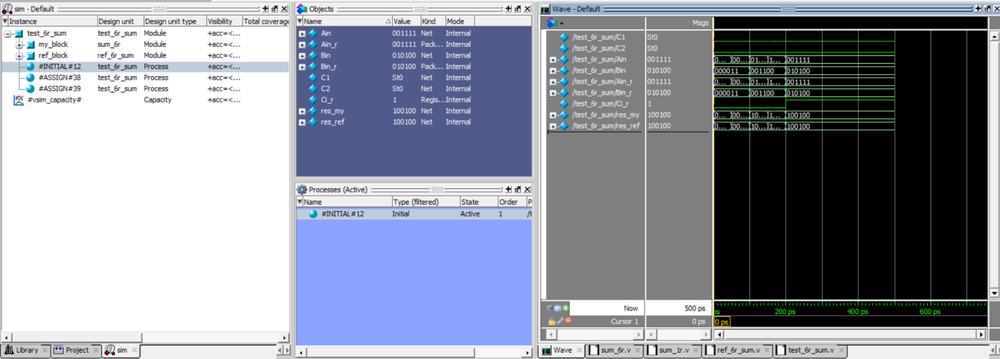 sim - Default
Instance Design unit Design unit type Visibility Total coverage
test_6r_sum test_6r_sum Module +acc=<...
my_block sum_6r Module +acc=<...
ref_block ref_6r_sum Module +acc=<...
#INITIAL#12 test_6r_sum Process +acc=<...
#ASSIGN#38 test_6r_sum Process +acc=<...
#ASSIGN#39 test_6r_sum Process +acc=<...
#vsim_capacity# Capacity +acc=<...
Library Project sim
Objects
Name Value Kind Mode
Ain 001111 Net Internal
Ain_r 001111 Pack... Internal
Bin 010100 Net Internal
Bin_r 010100 Pack... Internal
C1 St0 Net Internal
C2 St0 Net Internal
Ci_r 1 Regis... Internal
res_my 100100 Net Internal
res_ref 100100 Net Internal
Processes (Active)
Name Type (filtered) State Order P
#INITIAL#12 Initial Active 1 /t
Wave - Default
Msgs
/test_6r_sum/C1 St0
/test_6r_sum/C2 St0
/test_6r_sum/Ain 001111 0... 00... 01... 1... 001111
/test_6r_sum/Bin 010100 000011 001100 010100
/test_6r_sum/Ain_r 001111 0... 00... 01... 1... 001111
/test_6r_sum/Bin_r 010100 000011 001100 010100
/test_6r_sum/Ci_r 1
/test_6r_sum/res_my 100100 0... 00... 10... 1... 100100
/test_6r_sum/res_ref 100100 0... 00... 10... 1... 100100
Now 500 ps ps 200 ps 400 ps 600 ps
Cursor 1 0 ps 0 ps
Wave sum_6r.v sum_1r.v ref_6r_sum.v test_6r_sum.v